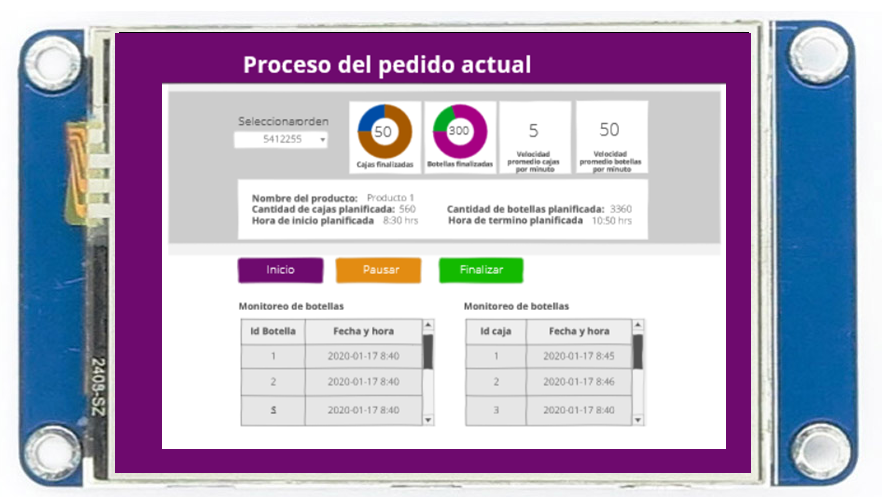 Proceso del pedido actual
Seleccionar orden
5412255
50
Cajas finalizadas
300
Botellas finalizadas
5
Velocidad
promedio cajas
por minuto
50
Velocidad
promedio botellas
por minuto
Nombre del producto: Producto 1
Cantidad de cajas planificada: 560
Hora de inicio planificada 8:30 hrs
Cantidad de botellas planificada: 3360
Hora de termino planificada 10:50 hrs
Inicio
Pausar
Finalizar
Monitoreo de botellas
Id Botella Fecha y hora
1 2020-01-17 8:40
2 2020-01-17 8:40
2020-01-17 8:40
Monitoreo de botellas
Id caja Fecha y hora
1 2020-01-17 8:45
2 2020-01-17 8:46
3 2020-01-17 8:40
2408-SZ